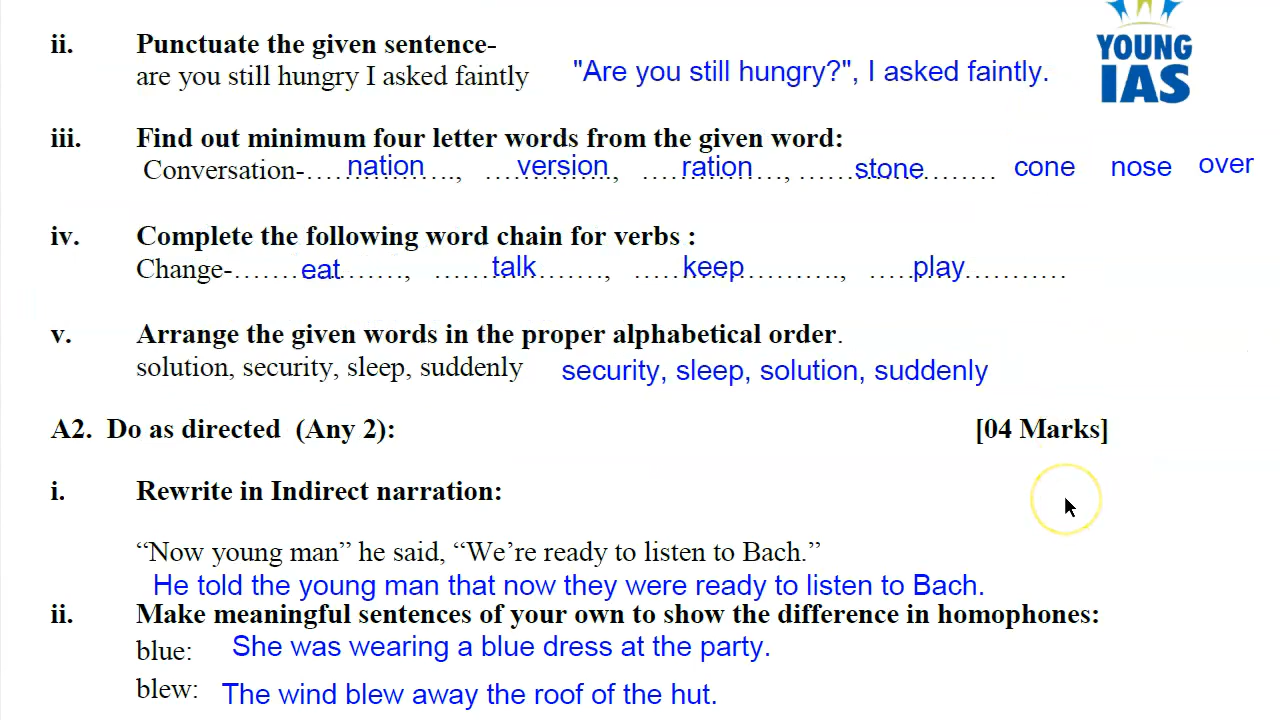 YOUNG
IAS
ii. Punctuate the given sentence-
are you still hungry I asked faintly "Are you still hungry?", I asked faintly.
iii. Find out minimum four letter words from the given word:
Conversation-……nation……., ……version……, ……ration……, ……stone…… cone nose over
iv. Complete the following word chain for verbs :
Change-……eat……, ……talk……., ……keep……., ……play……
v. Arrange the given words in the proper alphabetical order.
solution, security, sleep, suddenly security, sleep, solution, suddenly
A2. Do as directed (Any 2): [04 Marks]
i. Rewrite in Indirect narration:
“Now young man” he said, “We’re ready to listen to Bach.”
He told the young man that now they were ready to listen to Bach.
ii. Make meaningful sentences of your own to show the difference in homophones:
blue: She was wearing a blue dress at the party.
blew: The wind blew away the roof of the hut.